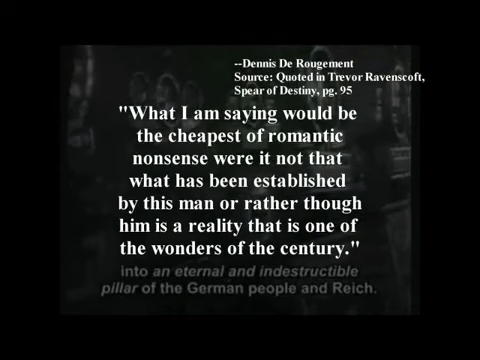 --Dennis De Rougement
Source: Quoted in Trevor Ravenscoft,
Spear of Destiny, pg. 95
"What I am saying would be
the cheapest of romantic
nonsense were it not that
what has been established
by this man or rather though
him is a reality that is one of
the wonders of the century."
into an eternal and indestructible
pillar of the German people and Reich.